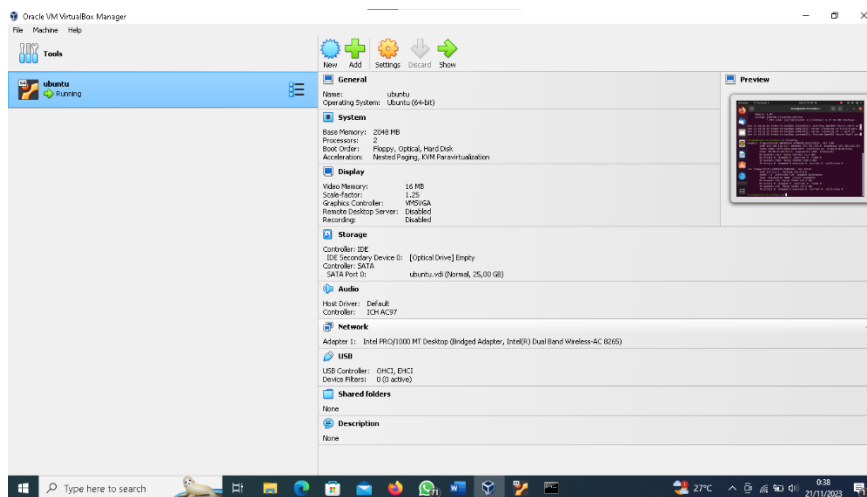 Oracle VM VirtualBox Manager
File Machine Help
Tools
New Add Settings Discard Show
ubuntu
Running
General
Name: ubuntu
Operating System: Ubuntu (64-bit)
Preview
System
Base Memory: 2048 MB
Processors: 2
Boot Order: Floppy, Optical, Hard Disk
Acceleration: Nested Paging, KVM Paravirtualization
Display
Video Memory: 16 MB
Scale-factor: 1.25
Graphics Controller: VMSVGA
Remote Desktop Server: Disabled
Recording: Disabled
Storage
Controller: IDE
IDE Secondary Device 0: [Optical Drive] Empty
Controller: SATA
SATA Port 0: ubuntu.vdi (Normal, 25,00 GB)
Audio
Host Driver: Default
Controller: ICH AC97
Network
Adapter 1: Intel PRO/1000 MT Desktop (Bridged Adapter, Intel(R) Dual Band Wireless-AC 8265)
USB
USB Controller: OHCI, EHCI
Device Filters: 0 (0 active)
Shared folders
None
Description
None
Type here to search
27°C
0:38
21/11/2023